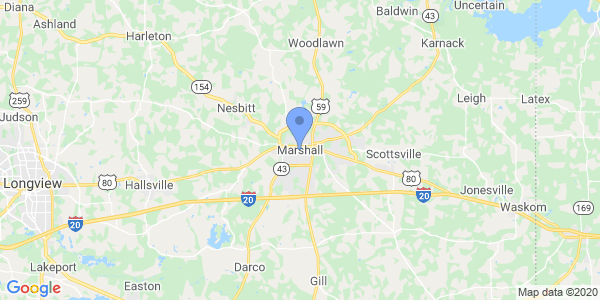 Diana
Ashland
Baldwin
43
Uncertain
Harleton
Woodlawn
Karnack
154
259
Nesbitt
59
Leigh
Latex
Judson
Marshall
Scottsville
43
80
Longview
80
Hallsville
20
20
Jonesville
Waskom
169
20
Lakeport
Darco
Easton
Gill
Google
Map data ©2020